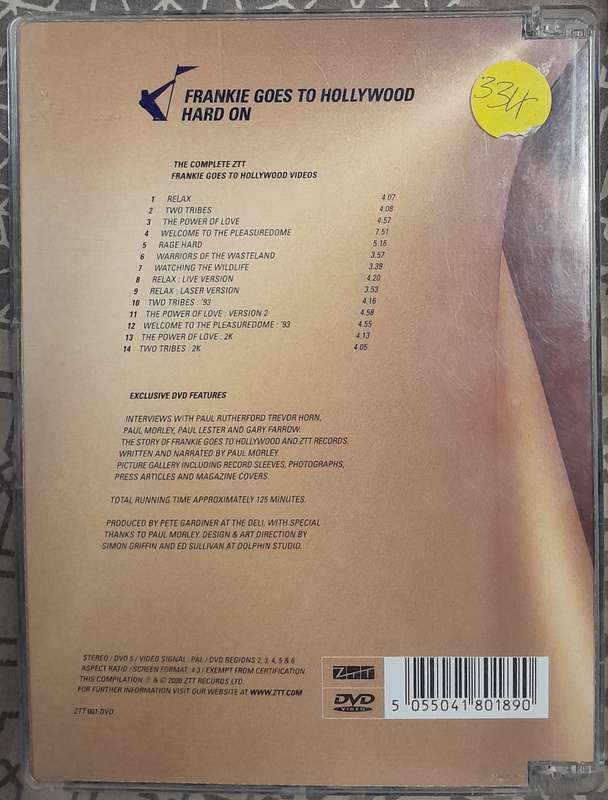 FRANKIE GOES TO HOLLYWOOD
HARD ON
334
THE COMPLETE ZTT
FRANKIE GOES TO HOLLYWOOD VIDEOS
1 RELAX 4.07
2 TWO TRIBES 4.08
3 THE POWER OF LOVE 4.57
4 WELCOME TO THE PLEASUREDOME 7.51
5 RAGE HARD 5.16
6 WARRIORS OF THE WASTELAND 3.57
7 WATCHING THE WILDLIFE 3.39
8 RELAX : LIVE VERSION 4.20
9 RELAX : LASER VERSION 3.53
10 TWO TRIBES : '93 4.16
11 THE POWER OF LOVE : VERSION 2 4.58
12 WELCOME TO THE PLEASUREDOME : '93 4.55
13 THE POWER OF LOVE : 2K 4.13
14 TWO TRIBES : 2K 4.05
EXCLUSIVE DVD FEATURES
INTERVIEWS WITH PAUL RUTHERFORD TREVOR HORN,
PAUL MORLEY, PAUL LESTER AND GARY FARROW.
THE STORY OF FRANKIE GOES TO HOLLYWOOD AND ZTT RECORDS.
WRITTEN AND NARRATED BY PAUL MORLEY.
PICTURE GALLERY INCLUDING RECORD SLEEVES, PHOTOGRAPHS,
PRESS ARTICLES AND MAGAZINE COVERS.
TOTAL RUNNING TIME APPROXIMATELY 125 MINUTES.
PRODUCED BY PETE GARDINER AT THE DELI, WITH SPECIAL
THANKS TO PAUL MORLEY. DESIGN & ART DIRECTION BY
SIMON GRIFFIN AND ED SULLIVAN AT DOLPHIN STUDIO.
STEREO / DVD 5 / VIDEO SIGNAL : PAL / DVD REGIONS 2, 3, 4, 5 & 6
ASPECT RATIO / SCREEN FORMAT 4:3 / EXEMPT FROM CERTIFICATION.
THIS COMPILATION ℗ & © 2000 ZTT RECORDS LTD.
FOR FURTHER INFORMATION VISIT OUR WEBSITE AT WWW.ZTT.COM
ZTT 001 DVD
ZTT
DVD
VIDEO
5 055041 801890